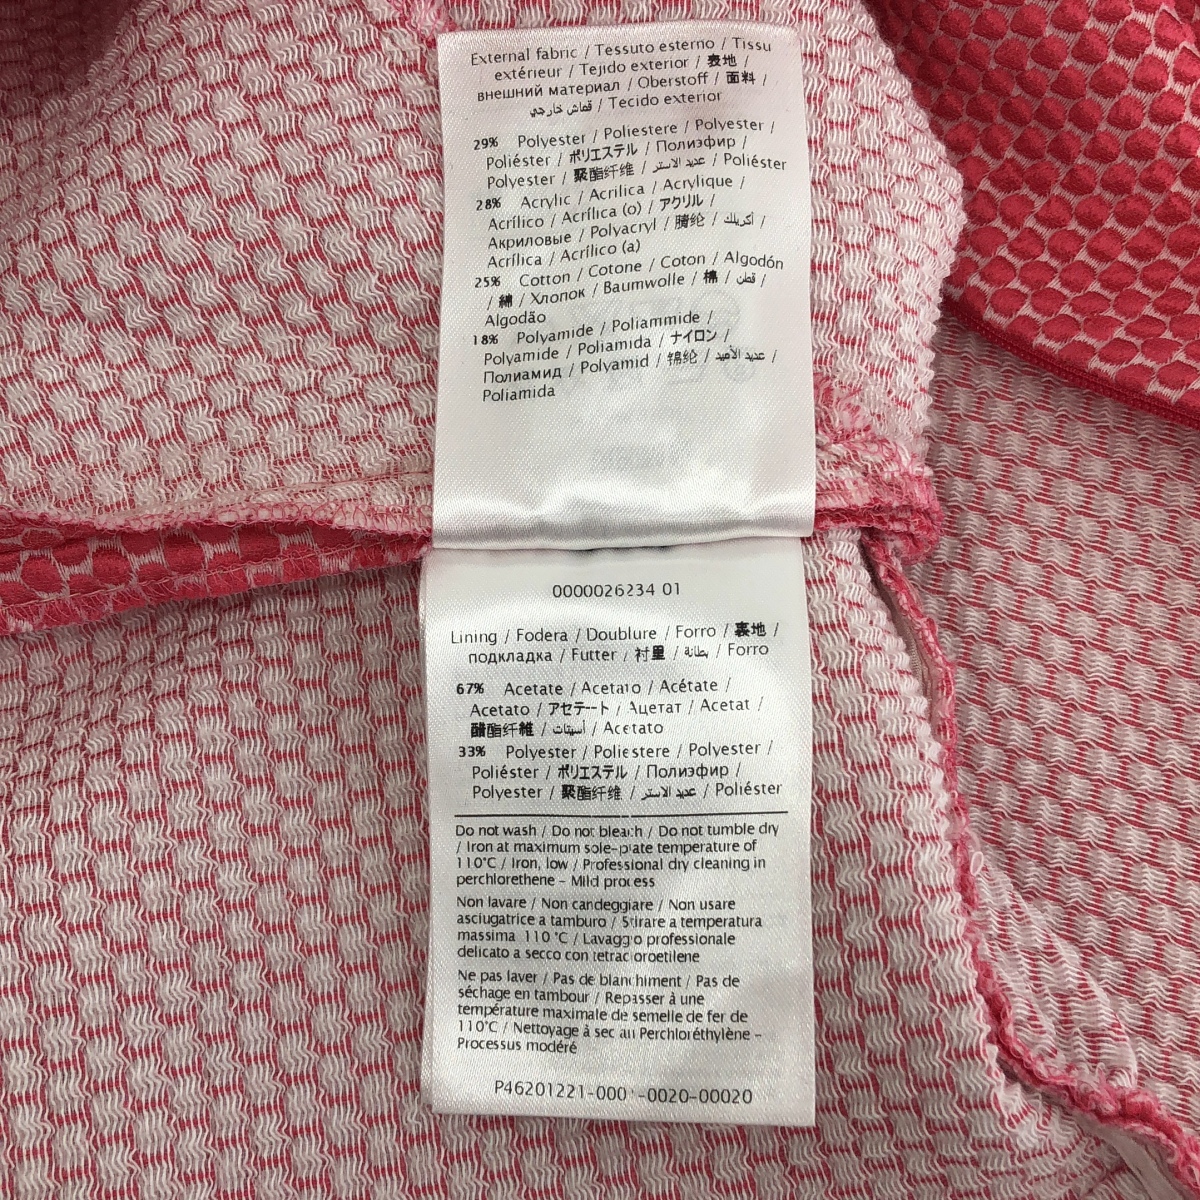 External fabric / Tessuto esterno / Tissu
extérieur / Tejido exterior / 表地 /
внешний материал / Oberstoff / 面料 /
قماش خارجي / Tecido exterior
29% Polyester / Poliestere / Polyester /
Poliéster / ポリエステル / Полиэфир /
Polyester / 聚酯纤维 / عديد الاستر / Poliéster
28% Acrylic / Acrilica / Acrylique /
Acrílico / Acrílica (o) / アクリル /
Акриловые / Polyacryl / 腈纶 / أكريلك /
Acrílica / Acrílico (a)
25% Cotton / Cotone / Coton / Algodón
/ 綿 / Хлопок / Baumwolle / 棉 / قطن /
Algodão
18% Polyamide / Poliammide /
Polyamide / Poliamida / ナイロン /
Полиамид / Polyamid / 锦纶 / عديد الأميد /
Poliamida
0000026234 01
Lining / Fodera / Doublure / Forro / 裏地 /
подкладка / Futter / 衬里 / بطانة / Forro
67% Acetate / Acetato / Acétate /
Acetato / アセテート / Ацетат / Acetat /
醋酯纤维 / أسيتات / Acetato
33% Polyester / Poliestere / Polyester /
Poliéster / ポリエステル / Полиэфир /
Polyester / 聚酯纤维 / عديد الاستر / Poliéster
Do not wash / Do not bleach / Do not tumble dry
/ Iron at maximum sole-plate temperature of
110°C / Iron, low / Professional dry cleaning in
perchlorethene - Mild process
Non lavare / Non candeggiare / Non usare
asciugatrice a tamburo / Stirare a temperatura
massima 110°C / Lavaggio professionale
delicato a secco con tetracloroetilene
Ne pas laver / Pas de blanchiment / Pas de
séchage en tambour / Repasser à une
température maximale de semelle de fer de
110°C / Nettoyage à sec au Perchloréthylène -
Processus modéré
P46201221-000 -0020-00020